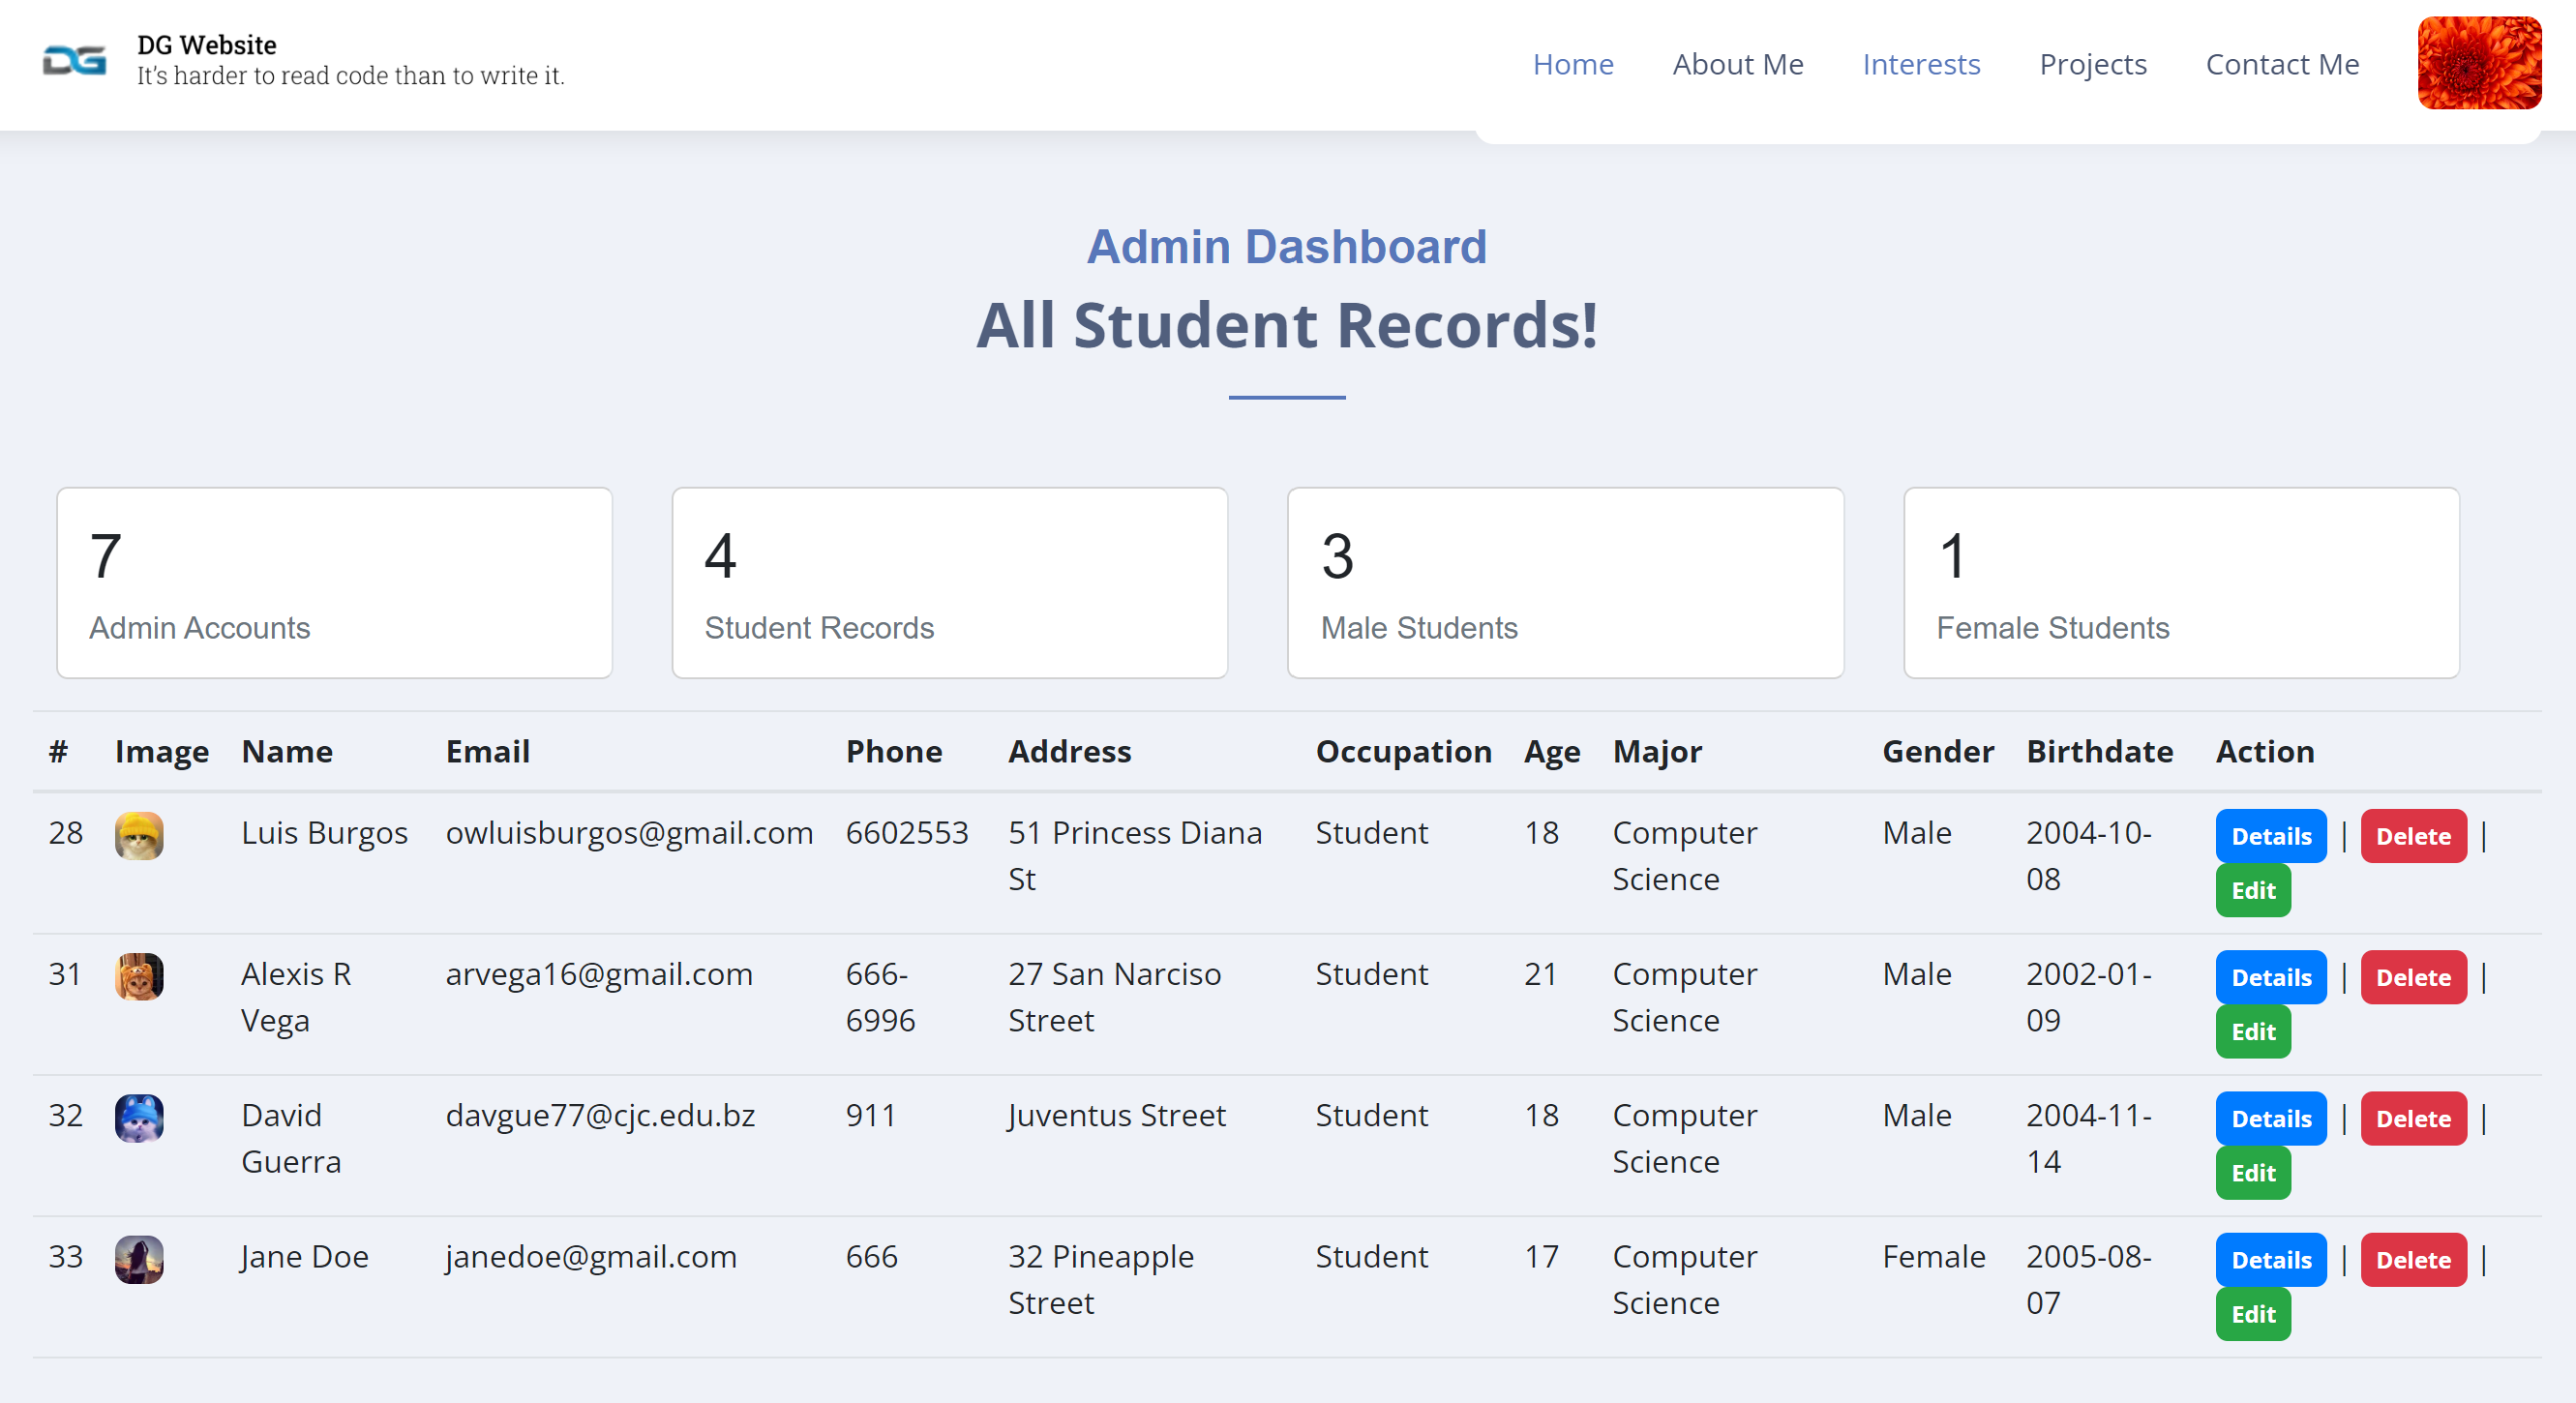 DG
DG Website
It's harder to read code than to write it.
Home About Me Interests Projects Contact Me
Admin Dashboard
All Student Records!
7
Admin Accounts
4
Student Records
3
Male Students
1
Female Students
# Image Name Email Phone Address Occupation Age Major Gender Birthdate Action
28 Luis Burgos owluisburgos@gmail.com 6602553 51 Princess Diana Student 18 Computer Male 2004-10- Details | Delete |
St Science 08 Edit
31 Alexis R arvega16@gmail.com 666- 27 San Narciso Student 21 Computer Male 2002-01- Details | Delete |
Vega 6996 Street Science 09 Edit
32 David davgue77@cjc.edu.bz 911 Juventus Street Student 18 Computer Male 2004-11- Details | Delete |
Guerra Science 14 Edit
33 Jane Doe janedoe@gmail.com 666 32 Pineapple Student 17 Computer Female 2005-08- Details | Delete |
Street Science 07 Edit